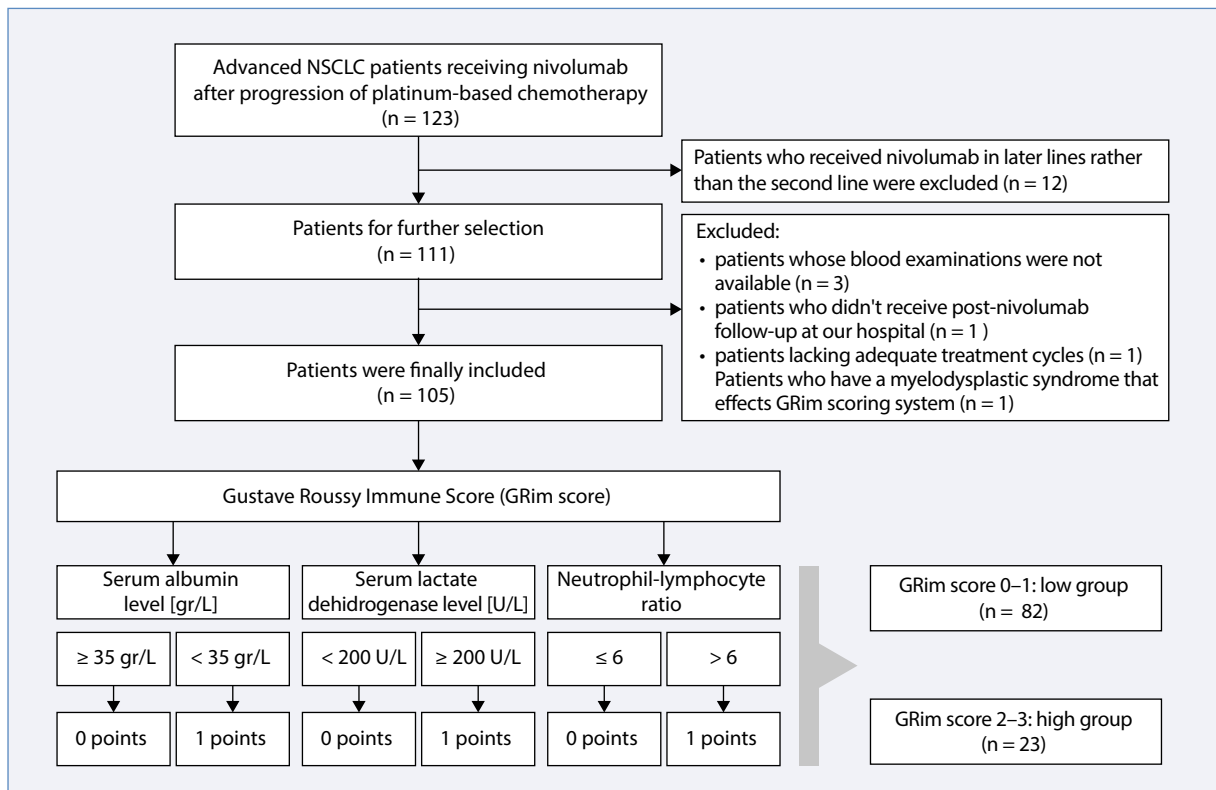 Advanced NSCLC patients receiving nivolumab
after progression of platinum-based chemotherapy
(n = 123)
Patients who received nivolumab in later lines rather
than the second line were excluded (n = 12)
Patients for further selection
(n = 111)
Excluded:
• patients whose blood examinations were not
available (n = 3)
• patients who didn't receive post-nivolumab
follow-up at our hospital (n = 1 )
• patients lacking adequate treatment cycles (n = 1)
Patients who have a myelodysplastic syndrome that
effects GRim scoring system (n = 1)
Patients were finally included
(n = 105)
Gustave Roussy Immune Score (GRim score)
Serum albumin
level [gr/L]
Serum lactate
dehidrogenase level [U/L]
Neutrophil-lymphocyte
ratio
≥ 35 gr/L
< 35 gr/L
< 200 U/L
≥ 200 U/L
≤ 6
> 6
0 points
1 points
0 points
1 points
0 points
1 points
GRim score 0–1: low group
(n = 82)
GRim score 2–3: high group
(n = 23)